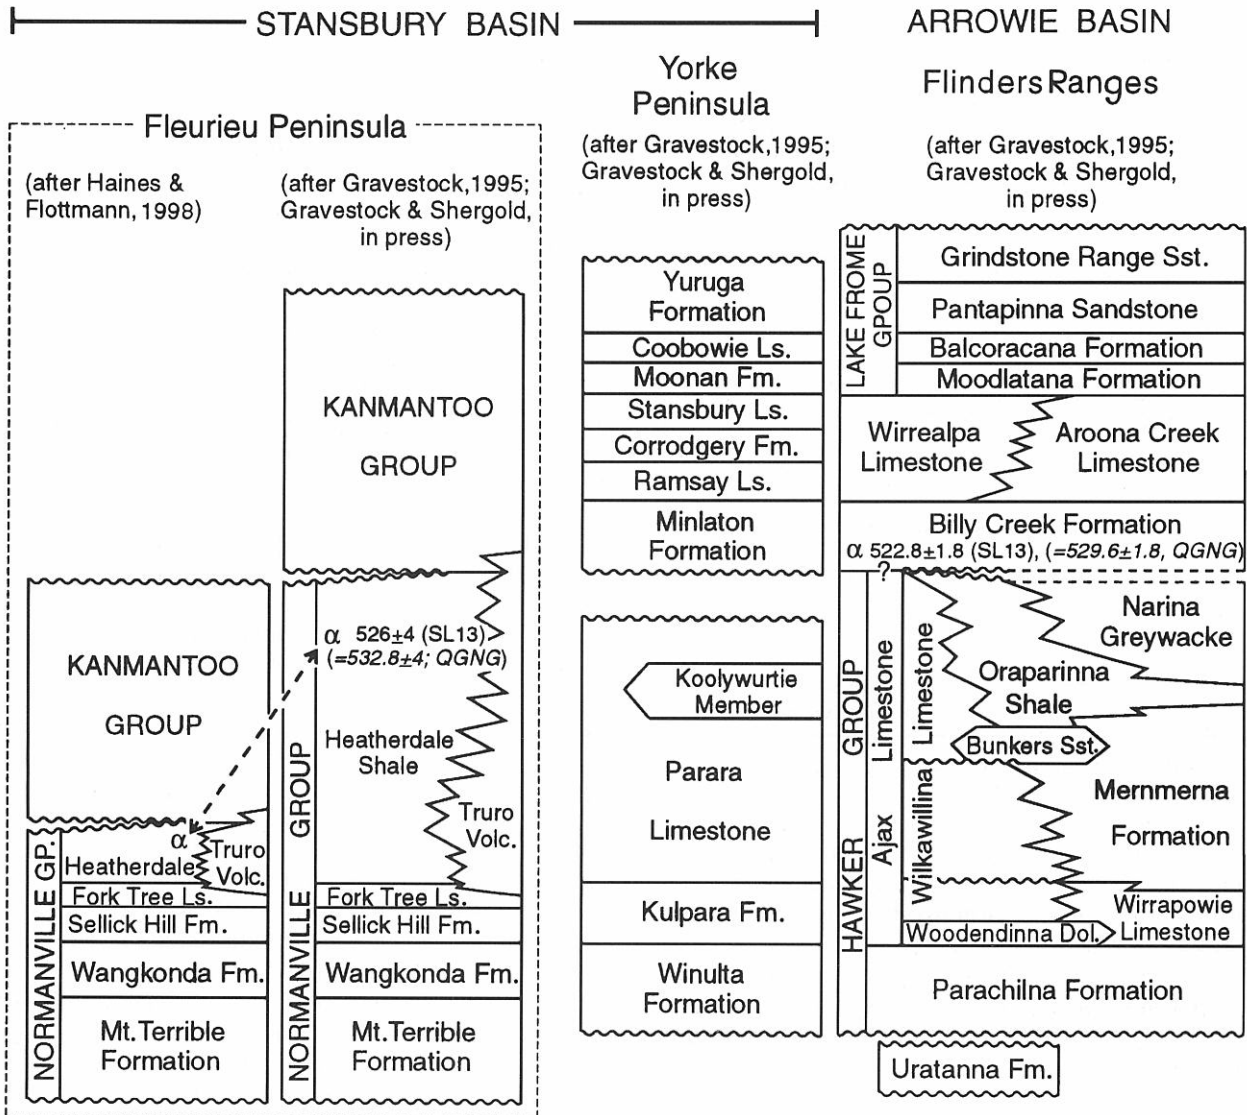 STANSBURY BASIN
ARROWIE BASIN
Fleurieu Peninsula
(after Haines &
Flottmann, 1998)
(after Gravestock,1995;
Gravestock & Shergold,
in press)
Yorke
Peninsula
(after Gravestock,1995;
Gravestock & Shergold,
in press)
Flinders Ranges
(after Gravestock,1995;
Gravestock & Shergold,
in press)
KANMANTOO
GROUP
NORMANVILLE GP.
α
Heatherdale
Truro
Volc.
Fork Tree Ls.
Sellick Hill Fm.
Wangkonda Fm.
Mt.Terrible
Formation
KANMANTOO
GROUP
NORMANVILLE GROUP
α 526±4 (SL13)
(=532.8±4; QGNG)
Heatherdale
Shale
Truro
Volc.
Fork Tree Ls.
Sellick Hill Fm.
Wangkonda Fm.
Mt.Terrible
Formation
Yuruga
Formation
Coobowie Ls.
Moonan Fm.
Stansbury Ls.
Corrodgery Fm.
Ramsay Ls.
Minlaton
Formation
Koolywurtie
Member
Parara
Limestone
Kulpara Fm.
Winulta
Formation
LAKE FROME
GPOUP
Grindstone Range Sst.
Pantapinna Sandstone
Balcoracana Formation
Moodlatana Formation
Wirrealpa
Limestone
Aroona Creek
Limestone
Billy Creek Formation
α 522.8±1.8 (SL13), (=529.6±1.8, QGNG)
?
HAWKER GROUP
Ajax Limestone
Wilkawillina Limestone
Narina
Greywacke
Oraparinna
Shale
Bunkers Sst.
Mernmerna
Formation
Wirrapowie
Limestone
Woodendinna Dol.
Parachilna Formation
Uratanna Fm.